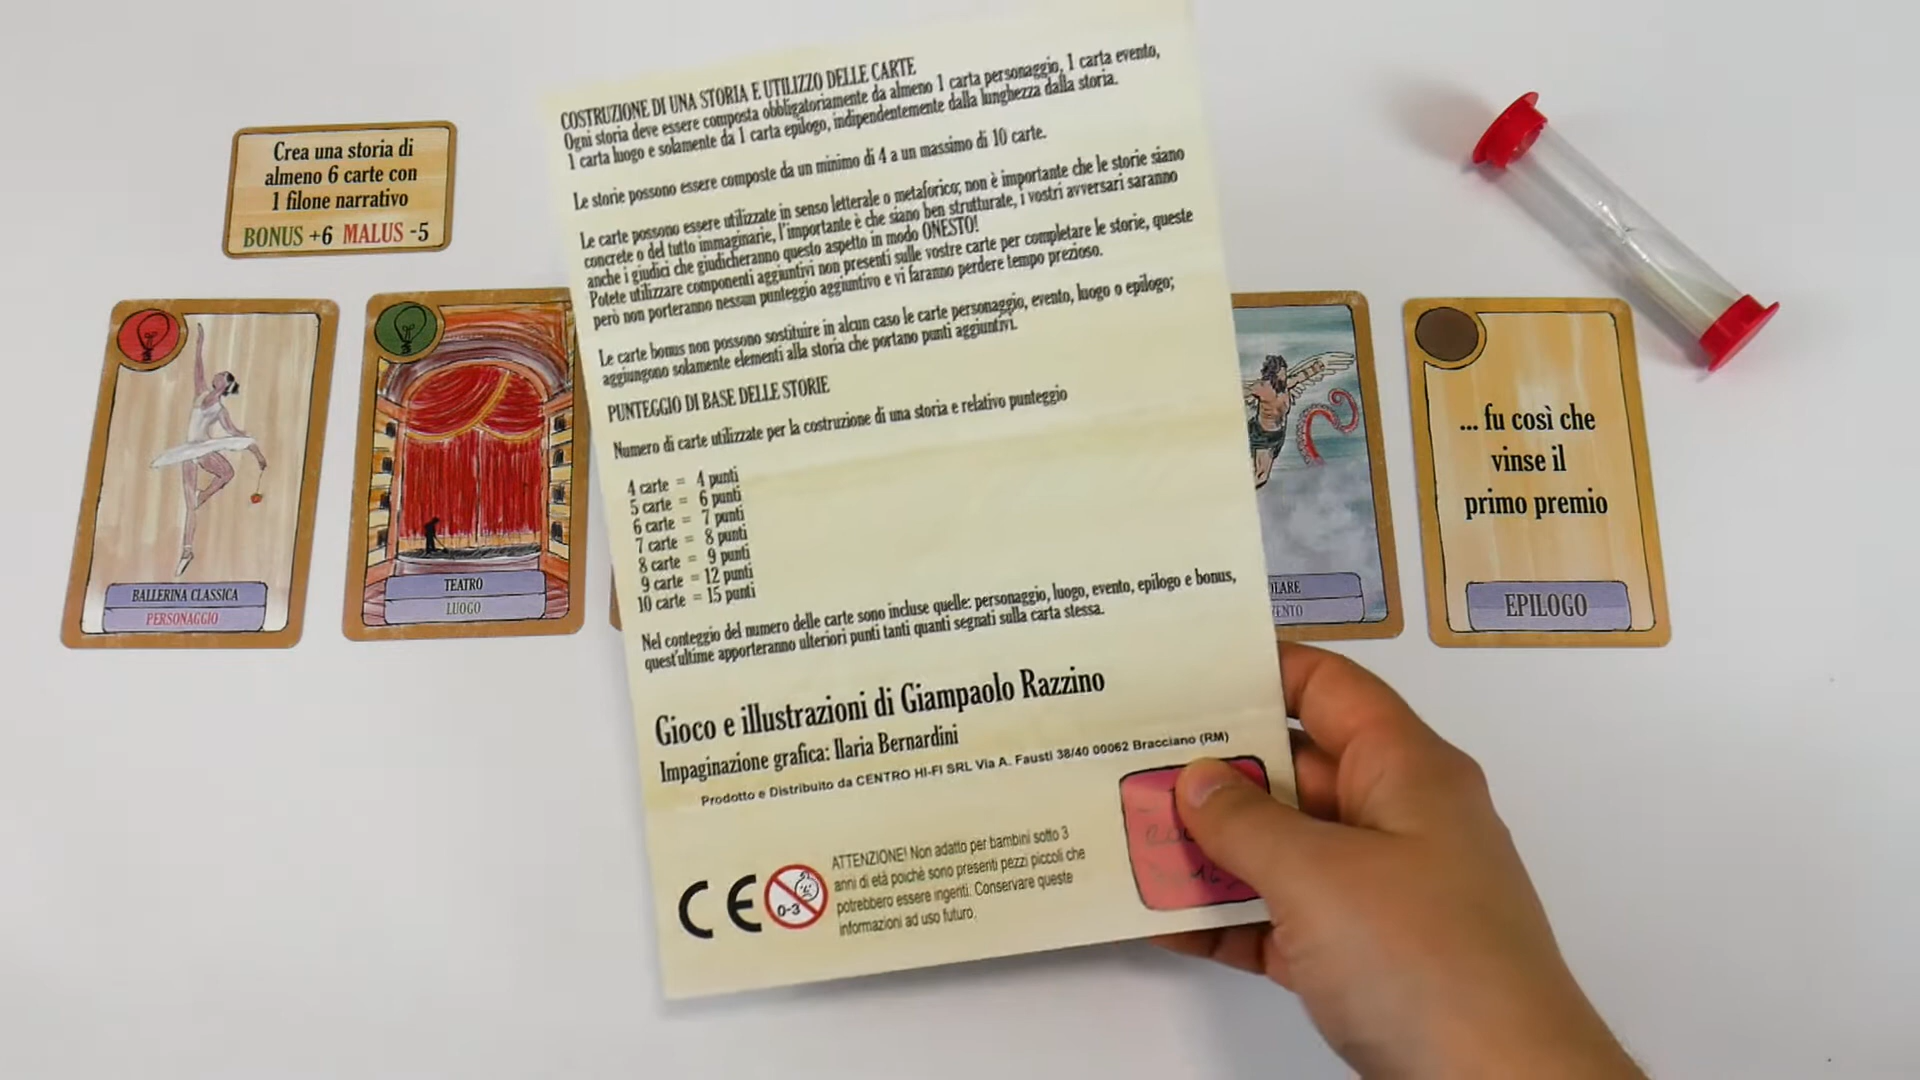 Crea una storia di
almeno 6 carte con
1 filone narrativo
BONUS +6 MALUS -5
BALLERINA CLASSICA
PERSONAGGIO
TEATRO
LUOGO
COSTRUZIONE DI UNA STORIA E UTILIZZO DELLE CARTE
Ogni storia deve essere composta obbligatoriamente da almeno 1 carta personaggio, 1 carta evento,
1 carta luogo e solamente da 1 carta epilogo, indipendentemente dalla lunghezza dalla storia.
Le storie possono essere composte da un minimo di 4 a un massimo di 10 carte.
Le carte possono essere utilizzate in senso letterale o metaforico; non è importante che le storie siano
concrete o del tutto immaginarie, l'importante è che siano ben strutturate, i vostri avversari saranno
anche i giudici che giudicheranno questo aspetto in modo ONESTO!
Potete utilizzare componenti aggiuntivi non presenti sulle vostre carte per completare le storie, queste
però non porteranno nessun punteggio aggiuntivo e vi faranno perdere tempo prezioso.
Le carte bonus non possono sostituire in alcun caso le carte personaggio, evento, luogo o epilogo;
aggiungono solamente elementi alla storia che portano punti aggiuntivi.
PUNTEGGIO DI BASE DELLE STORIE
Numero di carte utilizzate per la costruzione di una storia e relativo punteggio
4 carte = 4 punti
5 carte = 6 punti
6 carte = 7 punti
7 carte = 8 punti
8 carte = 9 punti
9 carte = 12 punti
10 carte = 15 punti
Nel conteggio del numero delle carte sono incluse quelle: personaggio, luogo, evento, epilogo e bonus,
quest'ultime apporteranno ulteriori punti tanti quanti segnati sulla carta stessa.
Gioco e illustrazioni di Giampaolo Razzino
Impaginazione grafica: Ilaria Bernardini
Prodotto e Distribuito da CENTRO HI-FI SRL Via A. Fausti 38/40 00062 Bracciano (RM)
CE
0-3
ATTENZIONE! Non adatto per bambini sotto 3
anni di età poichè sono presenti pezzi piccoli che
potrebbero essere ingeriti. Conservare queste
informazioni ad uso futuro.
... fu così che
vinse il
primo premio
EPILOGO